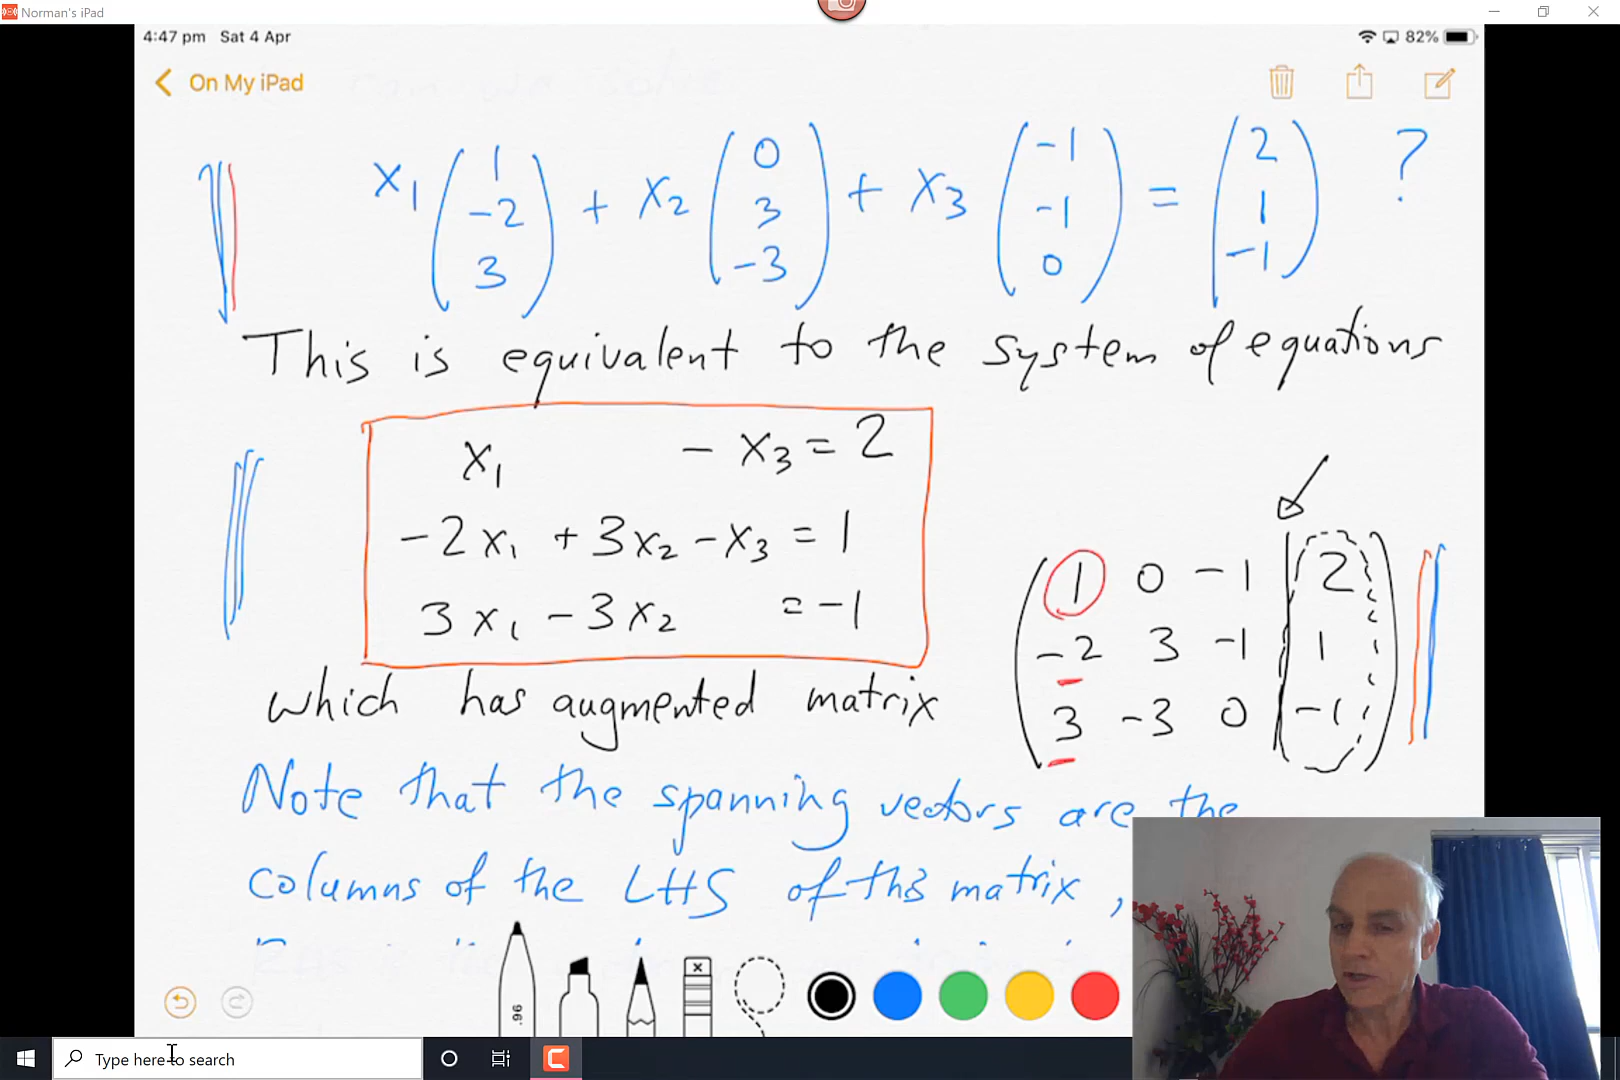 Norman's iPad
4:47 pm Sat 4 Apr 82%
On My iPad
x₁ (1 -2 3) + x₂ (0 3 -3) + x₃ (-1 -1 0) = (2 1 -1) ?
This is equivalent to the system of equations
x₁ - x₃ = 2
-2x₁ + 3x₂ - x₃ = 1
3x₁ - 3x₂ = -1
which has augmented matrix
1 0 -1 | 2
-2 3 -1 | 1
3 -3 0 | -1
Note that the spanning vectors are the
columns of the LHS of th3 matrix,
.96
Type here to search